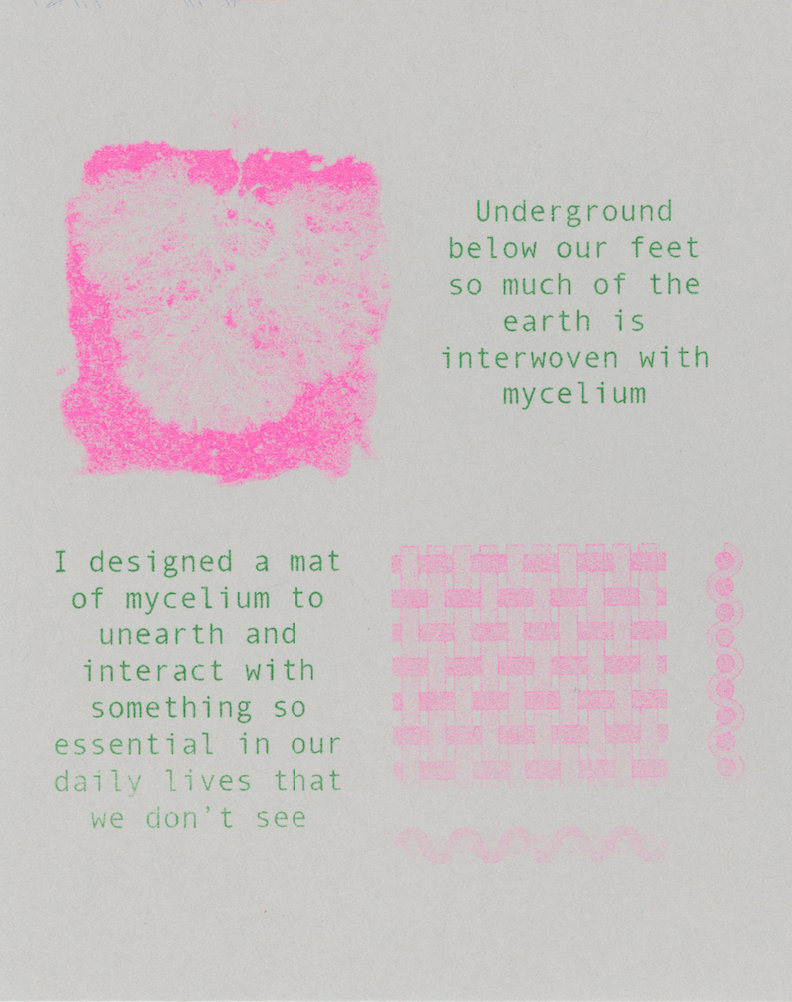 Underground
below our feet
so much of the
earth is
interwoven with
mycelium
I designed a mat
of mycelium to
unearth and
interact with
something so
essential in our
daily lives that
we don't see